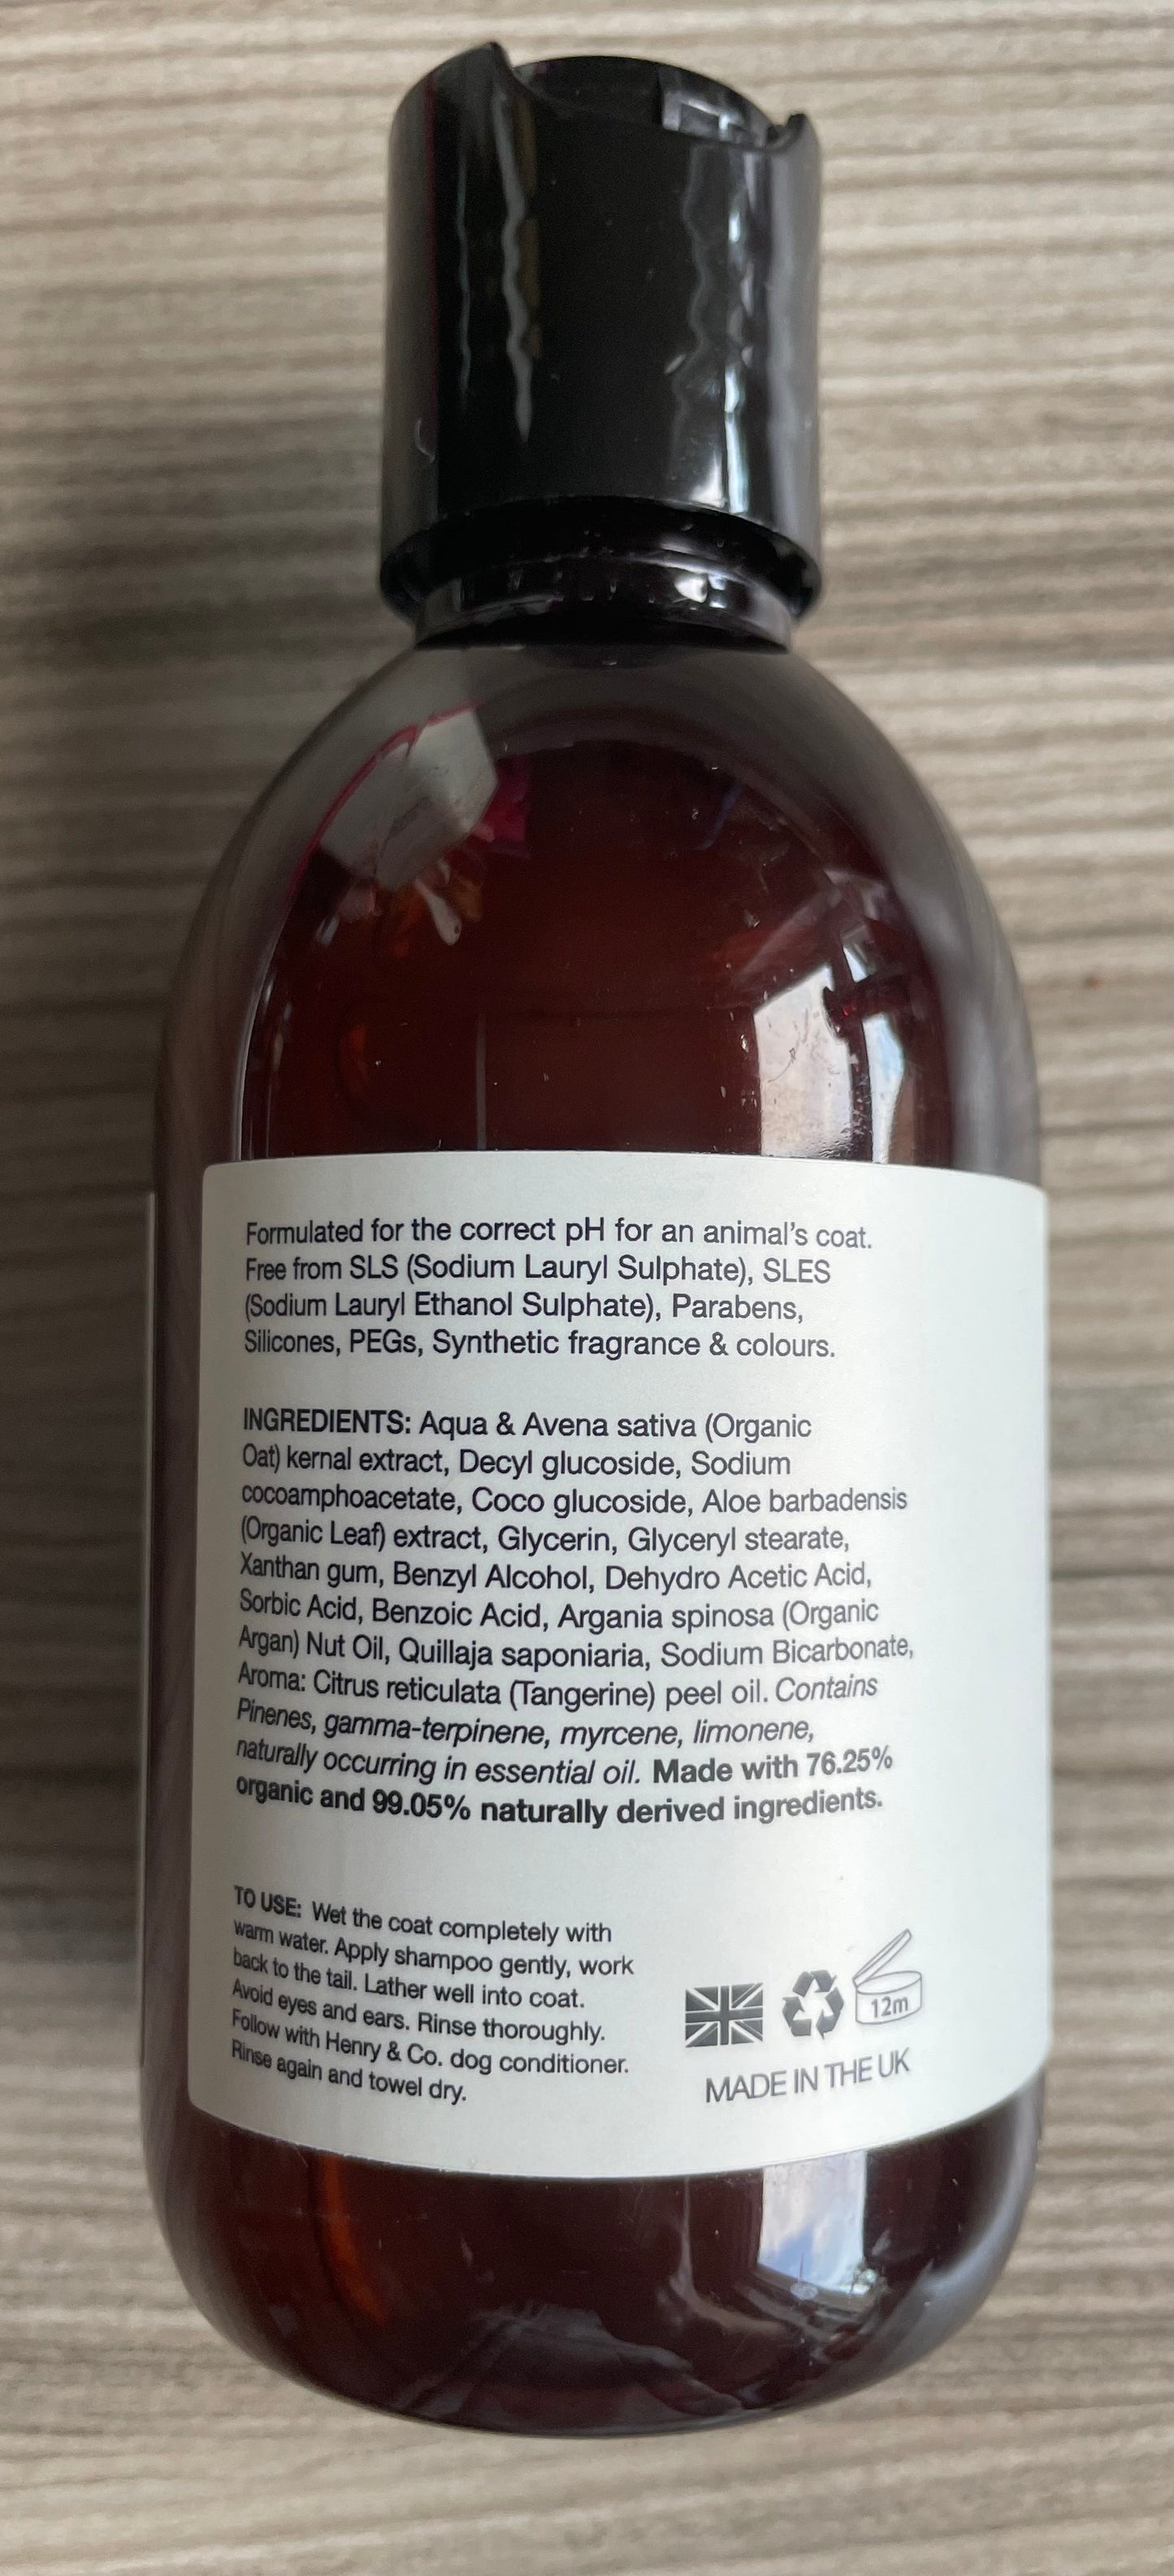 Formulated for the correct pH for an animal's coat.
Free from SLS (Sodium Lauryl Sulphate), SLES
(Sodium Lauryl Ethanol Sulphate), Parabens,
Silicones, PEGs, Synthetic fragrance & colours.
INGREDIENTS: Aqua & Avena sativa (Organic
Oat) kernal extract, Decyl glucoside, Sodium
cocoamphoacetate, Coco glucoside, Aloe barbadensis
(Organic Leaf) extract, Glycerin, Glyceryl stearate,
Xanthan gum, Benzyl Alcohol, Dehydro Acetic Acid,
Sorbic Acid, Benzoic Acid, Argania spinosa (Organic
Argan) Nut Oil, Quillaja saponiaria, Sodium Bicarbonate,
Aroma: Citrus reticulata (Tangerine) peel oil. Contains
Pinenes, gamma-terpinene, myrcene, limonene,
naturally occurring in essential oil. Made with 76.25%
organic and 99.05% naturally derived ingredients.
TO USE: Wet the coat completely with
warm water. Apply shampoo gently, work
back to the tail. Lather well into coat.
Avoid eyes and ears. Rinse thoroughly.
Follow with Henry & Co. dog conditioner.
Rinse again and towel dry.
12m
MADE IN THE UK